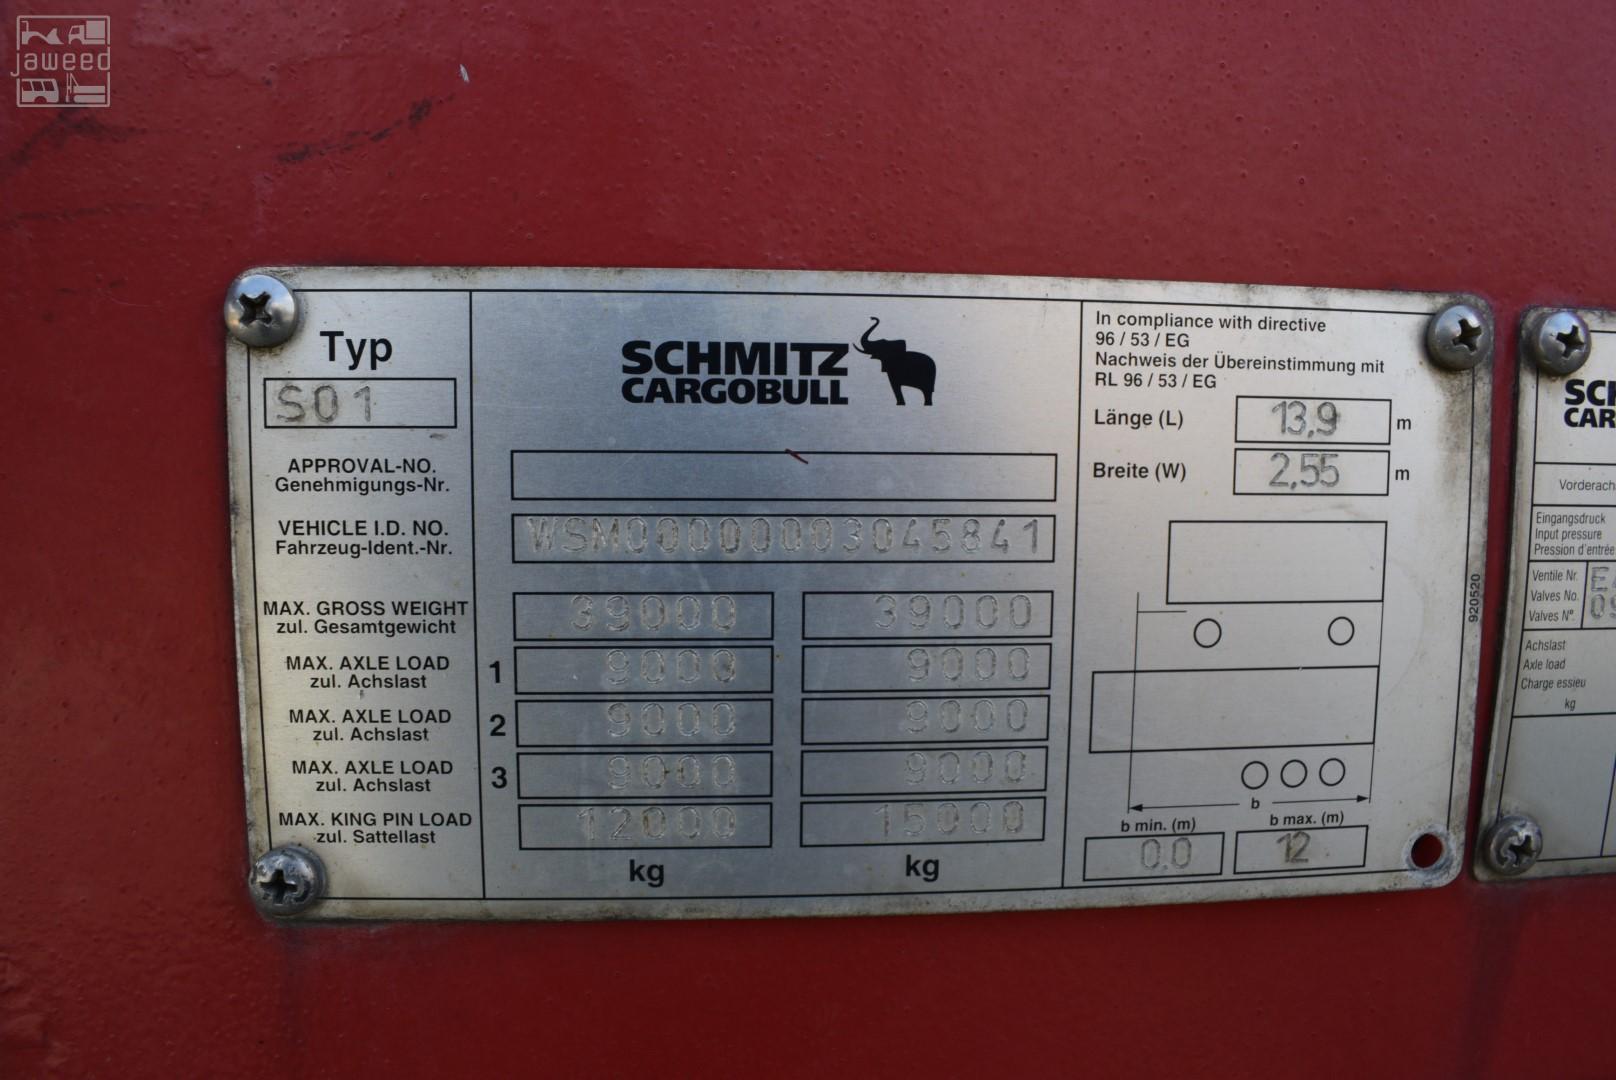 jaweed
Typ
S01
SCHMITZ
CARGOBULL
In compliance with directive
96 / 53 / EG
Nachweis der Übereinstimmung mit
RL 96 / 53 / EG
Länge (L) 13,9 m
Breite (W) 2,55 m
APPROVAL-NO.
Genehmigungs-Nr.
VEHICLE I.D. NO.
Fahrzeug-Ident.-Nr.
WSM00000003045841
MAX. GROSS WEIGHT
zul. Gesamtgewicht
39000 39000
MAX. AXLE LOAD
zul. Achslast
1 9000 9000
MAX. AXLE LOAD
zul. Achslast
2 9000 9000
MAX. AXLE LOAD
zul. Achslast
3 9000 9000
MAX. KING PIN LOAD
zul. Sattellast
12000 15000
kg kg
b
b min. (m) b max. (m)
0.0 12
920520
Eingangsdruck
Input pressure
Pression d'entrée
Ventile Nr.
Valves No.
Valves Nº.
Achslast
Axle load
Charge essieu
kg